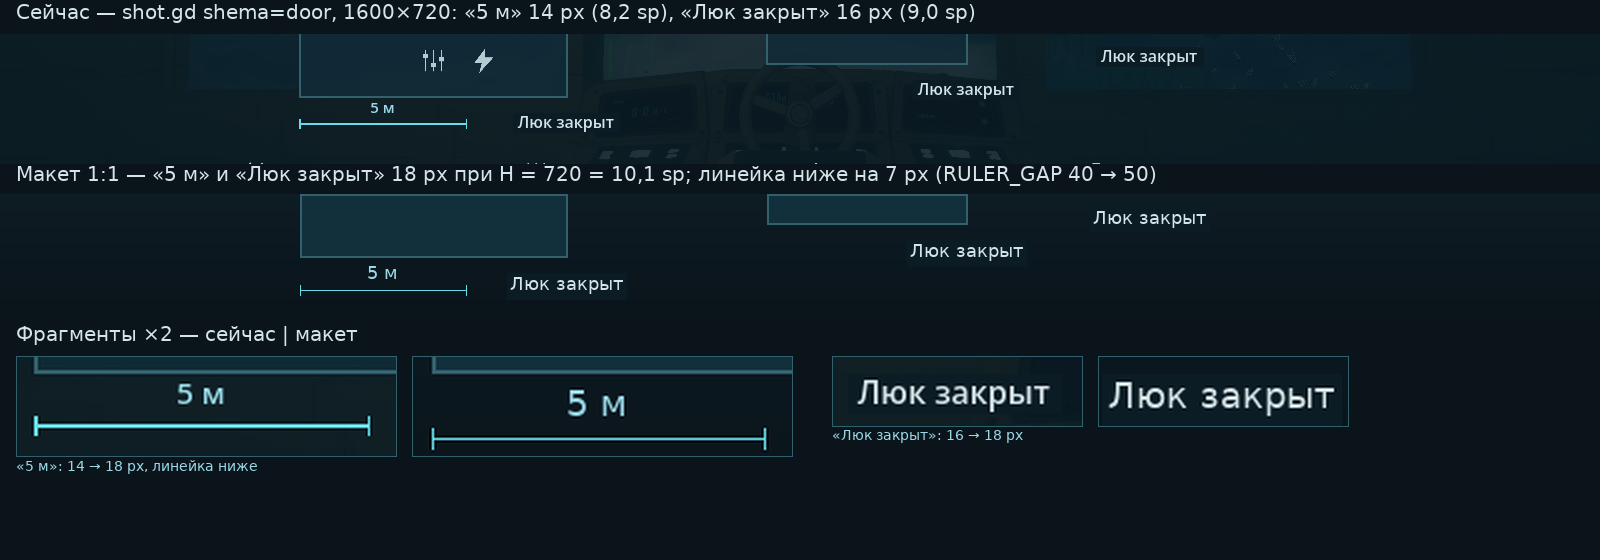 Сейчас — shot.gd shema=door, 1600×720: «5 м» 14 px (8,2 sp), «Люк закрыт» 16 px (9,0 sp)
Люк закрыт
Люк закрыт
5 м
Люк закрыт
Макет 1:1 — «5 м» и «Люк закрыт» 18 px при H = 720 = 10,1 sp; линейка ниже на 7 px (RULER_GAP 40 → 50)
Люк закрыт
Люк закрыт
5 м
Люк закрыт
Фрагменты ×2 — сейчас | макет
5 м
5 м
Люк закрыт
Люк закрыт
«Люк закрыт»: 16 → 18 px
«5 м»: 14 → 18 px, линейка ниже